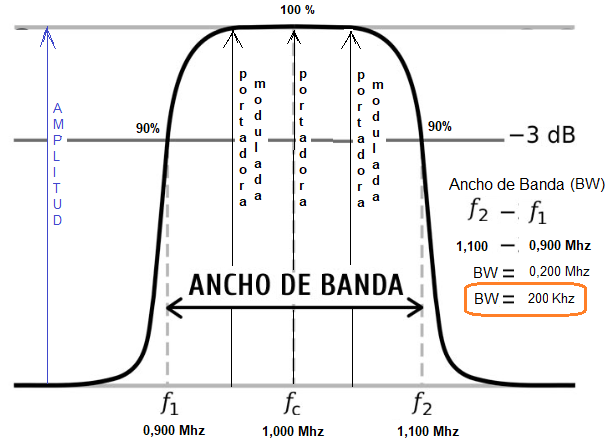 100 %
AMPLITUD
portadora
modulada
portadora
portadora
modulada
90%
90%
−3 dB
Ancho de Banda (BW)
f2 − f1
1,100 − 0,900 Mhz
BW = 0,200 Mhz
BW = 200 Khz
ANCHO DE BANDA
f1 fc f2
0,900 Mhz 1,000 Mhz 1,100 Mhz